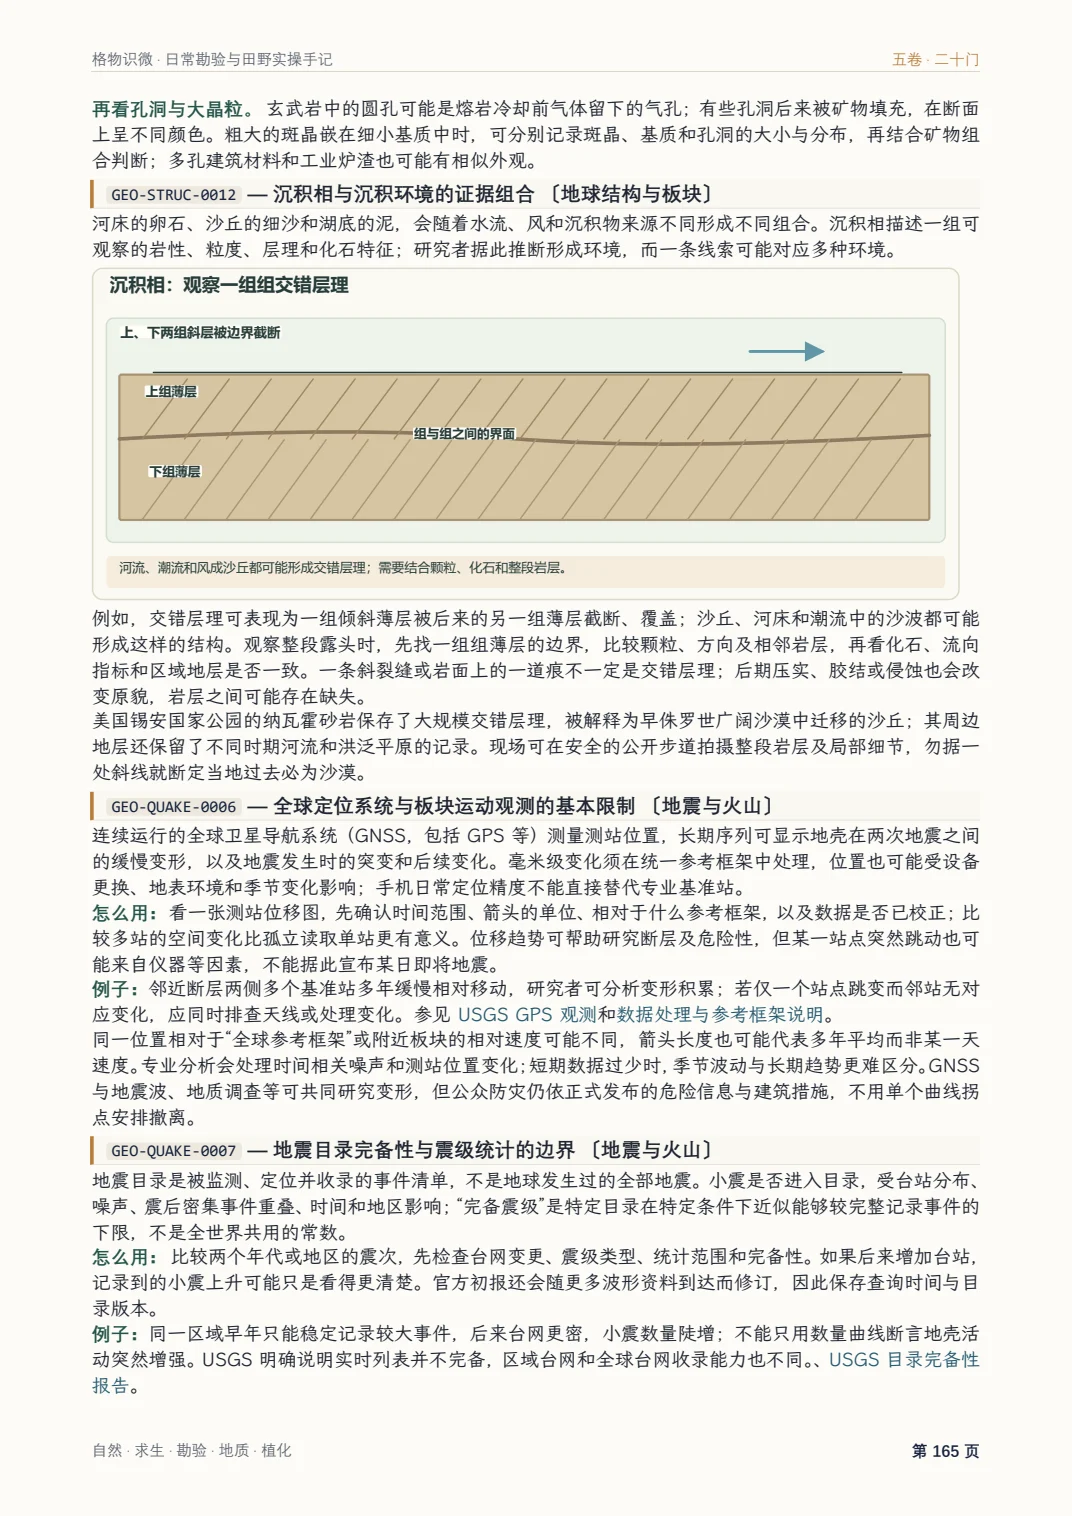 格物识微 · 日常勘验与田野实操手记
五卷 · 二十门
再看孔洞与大晶粒。 玄武岩中的圆孔可能是熔岩冷却前气体留下的气孔；有些孔洞后来被矿物填充，在断面
上呈不同颜色。粗大的斑晶嵌在细小基质中时，可分别记录斑晶、基质和孔洞的大小与分布，再结合矿物组
合判断；多孔建筑材料和工业炉渣也可能有相似外观。
GEO-STRUC-0012 — 沉积相与沉积环境的证据组合 〔地球结构与板块〕
河床的卵石、沙丘的细沙和湖底的泥，会随着水流、风和沉积物来源不同形成不同组合。沉积相描述一组可
观察的岩性、粒度、层理和化石特征；研究者据此推断形成环境，而一条线索可能对应多种环境。
沉积相：观察一组组交错层理
上、下两组斜层被边界截断
上组薄层
组与组之间的界面
下组薄层
河流、潮流和风成沙丘都可能形成交错层理；需要结合颗粒、化石和整段岩层。
例如，交错层理可表现为一组倾斜薄层被后来的另一组薄层截断、覆盖；沙丘、河床和潮流中的沙波都可能
形成这样的结构。观察整段露头时，先找一组组薄层的边界，比较颗粒、方向及相邻岩层，再看化石、流向
指标和区域地层是否一致。一条斜裂缝或岩面上的一道痕不一定是交错层理；后期压实、胶结或侵蚀也会改
变原貌，岩层之间可能存在缺失。
美国锡安国家公园的纳瓦霍砂岩保存了大规模交错层理，被解释为早侏罗世广阔沙漠中迁移的沙丘；其周边
地层还保留了不同时期河流和洪泛平原的记录。现场可在安全的公开步道拍摄整段岩层及局部细节，勿据一
处斜线就断定当地过去必为沙漠。
GEO-QUAKE-0006 — 全球定位系统与板块运动观测的基本限制 〔地震与火山〕
连续运行的全球卫星导航系统（GNSS，包括 GPS 等）测量测站位置，长期序列可显示地壳在两次地震之间
的缓慢变形，以及地震发生时的突变和后续变化。毫米级变化须在统一参考框架中处理，位置也可能受设备
更换、地表环境和季节变化影响；手机日常定位精度不能直接替代专业基准站。
怎么用：看一张测站位移图，先确认时间范围、箭头的单位、相对于什么参考框架，以及数据是否已校正；比
较多站的空间变化比孤立读取单站更有意义。位移趋势可帮助研究断层及危险性，但某一站点突然跳动也可
能来自仪器等因素，不能据此宣布某日即将地震。
例子：邻近断层两侧多个基准站多年缓慢相对移动，研究者可分析变形积累；若仅一个站点跳变而邻站无对
应变化，应同时排查天线或处理变化。参见 USGS GPS 观测和数据处理与参考框架说明。
同一位置相对于“全球参考框架”或附近板块的相对速度可能不同，箭头长度也可能代表多年平均而非某一天
速度。专业分析会处理时间相关噪声和测站位置变化；短期数据过少时，季节波动与长期趋势更难区分。GNSS
与地震波、地质调查等可共同研究变形，但公众防灾仍依正式发布的危险信息与建筑措施，不用单个曲线拐
点安排撤离。
GEO-QUAKE-0007 — 地震目录完备性与震级统计的边界 〔地震与火山〕
地震目录是被监测、定位并收录的事件清单，不是地球发生过的全部地震。小震是否进入目录，受台站分布、
噪声、震后密集事件重叠、时间和地区影响；“完备震级”是特定目录在特定条件下近似能够较完整记录事件的
下限，不是全世界共用的常数。
怎么用： 比较两个年代或地区的震次，先检查台网变更、震级类型、统计范围和完备性。如果后来增加台站，
记录到的小震上升可能只是看得更清楚。官方初报还会随更多波形资料到达而修订，因此保存查询时间与目
录版本。
例子：同一区域早年只能稳定记录较大事件，后来台网更密，小震数量陡增；不能只用数量曲线断言地壳活
动突然增强。USGS 明确说明实时列表并不完备，区域台网和全球台网收录能力也不同。、USGS 目录完备性
报告。
自然 · 求生 · 勘验 · 地质 · 植化
第 165 页